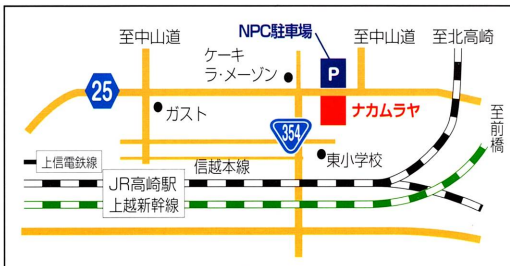 NPC駐車場
至中山道
ケーキ
ラ・メーゾン
P
至中山道
至北高崎
25
ガスト
ナカムラヤ
至前橋
354
東小学校
上信電鉄線
信越本線
JR高崎駅
上越新幹線